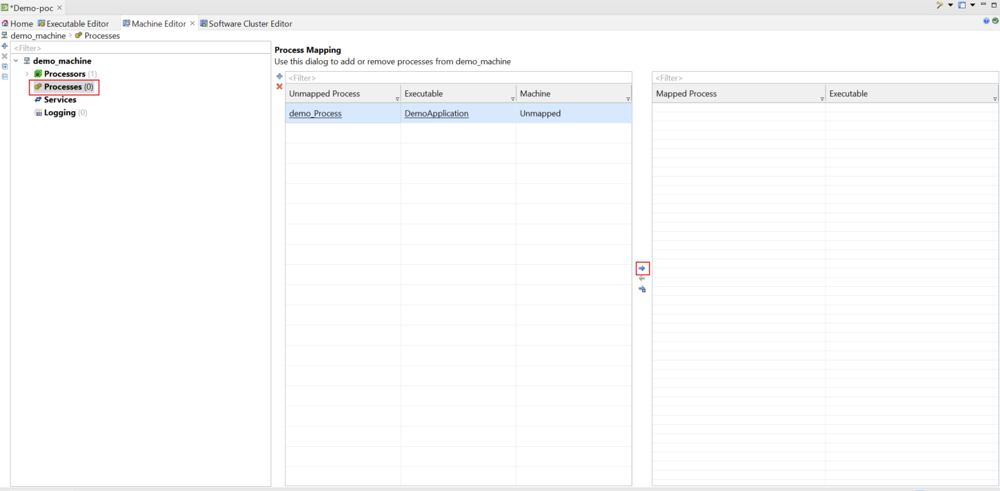 *Demo-poc
Home Executable Editor Machine Editor Software Cluster Editor
demo_machine Processes
<Filter>
demo_machine
Processors (1)
Processes (0)
Services
Logging (0)
Process Mapping
Use this dialog to add or remove processes from demo_machine
<Filter>
Unmapped Process Executable Machine
demo_Process DemoApplication Unmapped
<Filter>
Mapped Process Executable